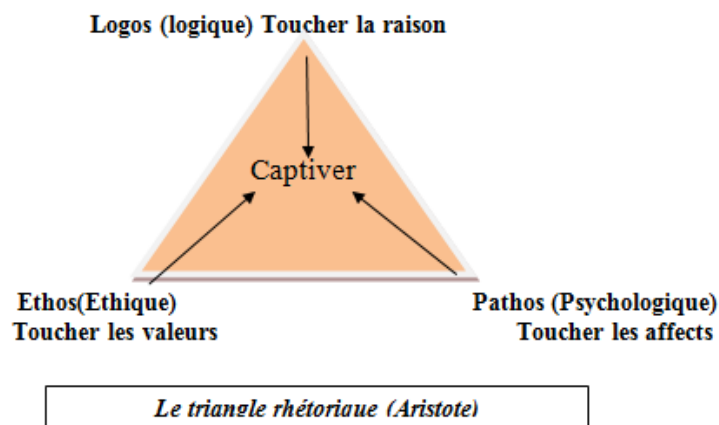 Logos (logique) Toucher la raison
Captiver
Ethos(Ethique)
Toucher les valeurs
Pathos (Psychologique)
Toucher les affects
Le triangle rhétorique (Aristote)